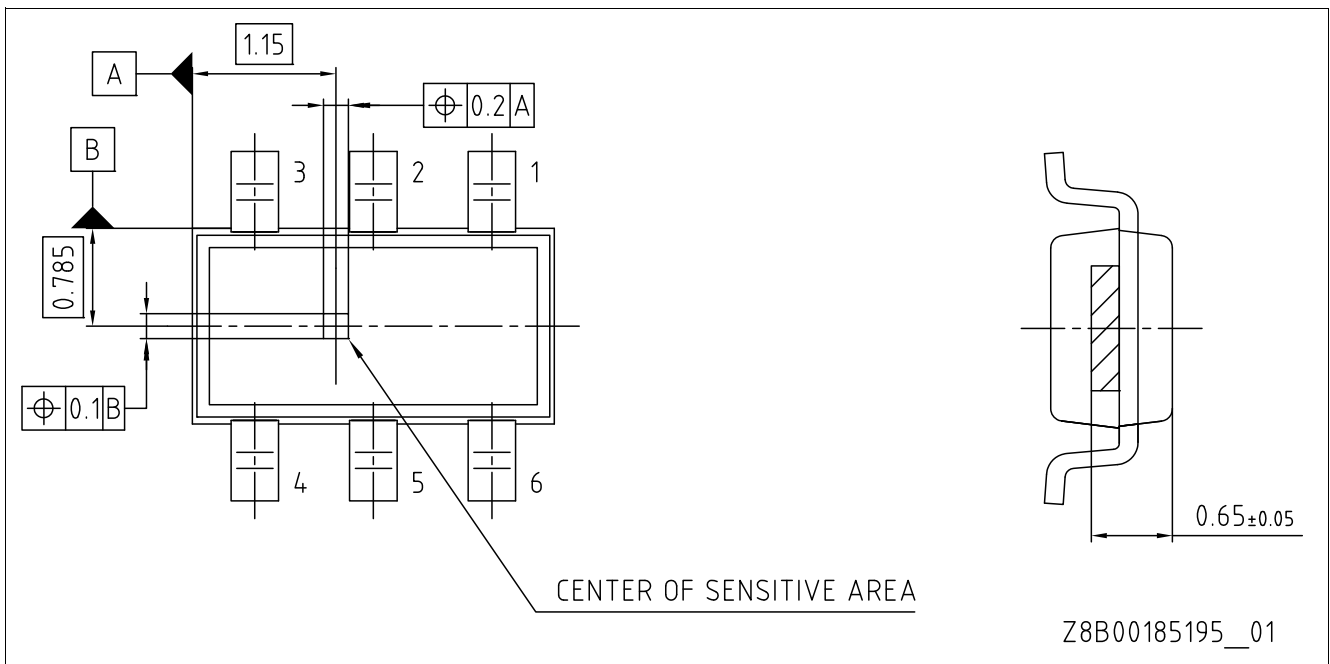 1.15
A
⌖ 0.2 A
B
3 2 1
0.785
⌖ 0.1 B
4 5 6
0.65±0.05
CENTER OF SENSITIVE AREA
Z8B00185195__01